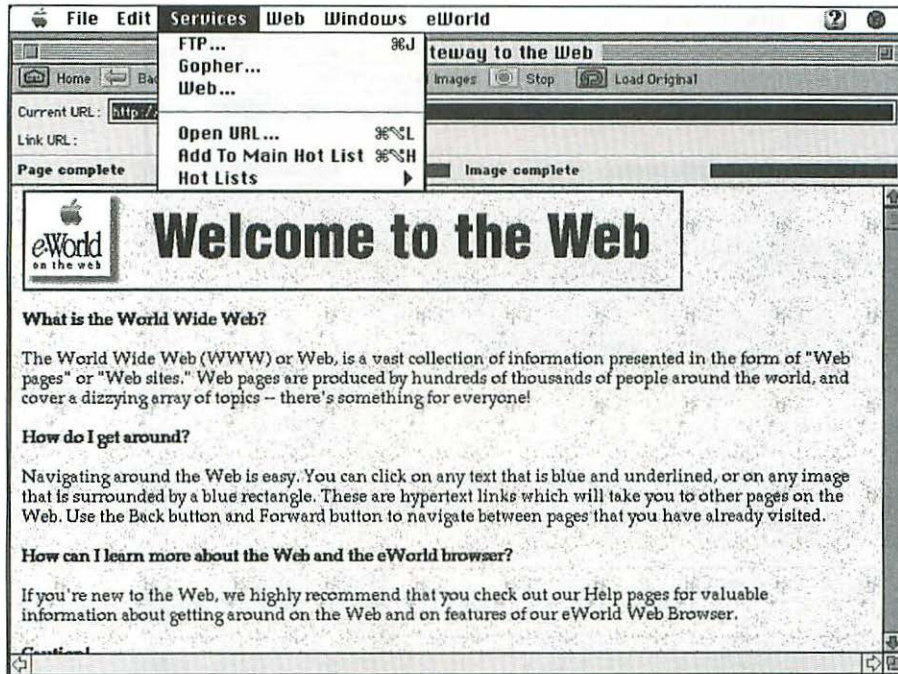 File Edit Services Web Windows eWorld
FTP... ⌘J
Gopher...
Web...
Open URL... ⌘⌥L
Add To Main Hot List ⌘⌥H
Hot Lists
teway to the Web
Home Bac Images Stop Load Original
Current URL: http:/
Link URL:
Page complete Image complete
eWorld
on the web
Welcome to the Web
What is the World Wide Web?
The World Wide Web (WWW) or Web, is a vast collection of information presented in the form of "Web
pages" or "Web sites." Web pages are produced by hundreds of thousands of people around the world, and
cover a dizzying array of topics -- there's something for everyone!
How do I get around?
Navigating around the Web is easy. You can click on any text that is blue and underlined, or on any image
that is surrounded by a blue rectangle. These are hypertext links which will take you to other pages on the
Web. Use the Back button and Forward button to navigate between pages that you have already visited.
How can I learn more about the Web and the eWorld browser?
If you're new to the Web, we highly recommend that you check out our Help pages for valuable
information about getting around on the Web and on features of our eWorld Web Browser.